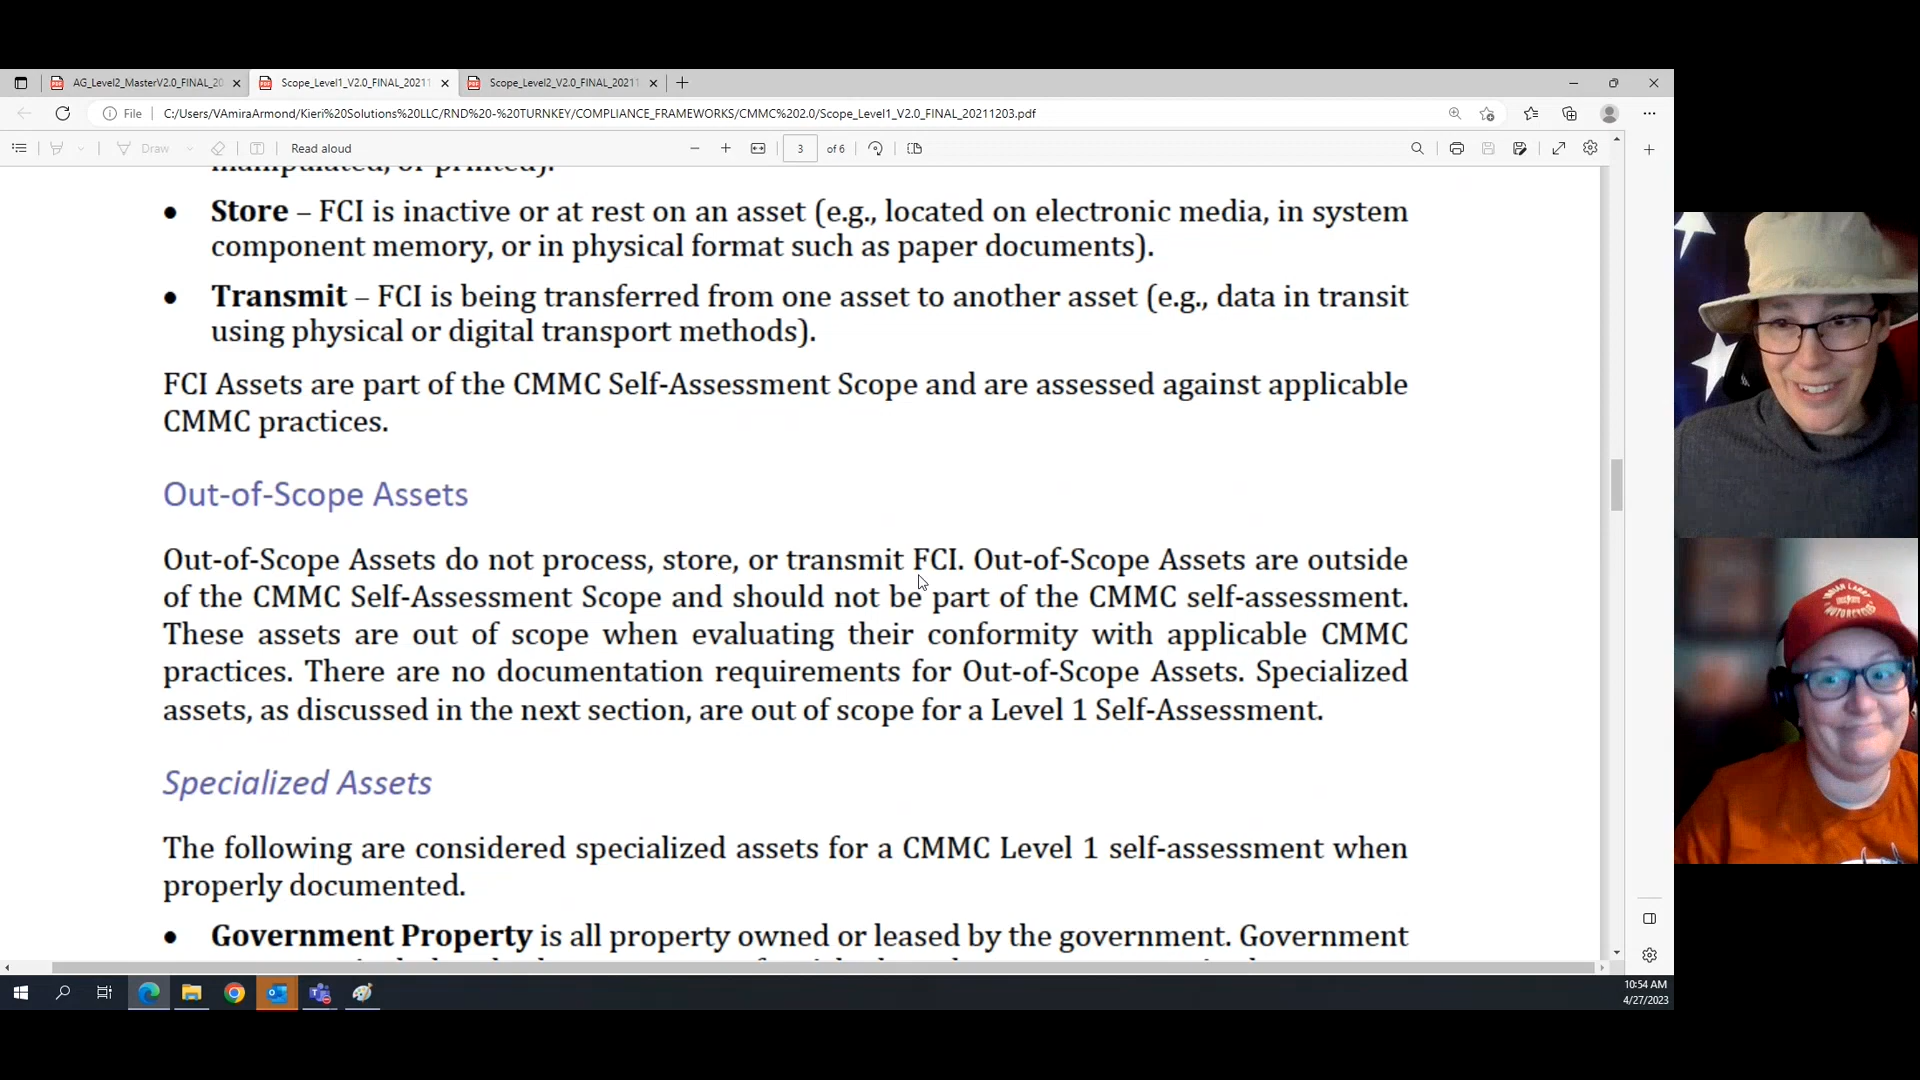 AG_Level2_MasterV2.0_FINAL_20
Scope_Level1_V2.0_FINAL_20211
Scope_Level2_V2.0_FINAL_20211
File
C:/Users/VAmiraArmond/Kieri%20Solutions%20LLC/RND%20-%20TURNKEY/COMPLIANCE_FRAMEWORKS/CMMC%202.0/Scope_Level1_V2.0_FINAL_20211203.pdf
Draw
Read aloud
3 of 6
manipulated, or printed).
• Store – FCI is inactive or at rest on an asset (e.g., located on electronic media, in system
component memory, or in physical format such as paper documents).
• Transmit – FCI is being transferred from one asset to another asset (e.g., data in transit
using physical or digital transport methods).
FCI Assets are part of the CMMC Self-Assessment Scope and are assessed against applicable
CMMC practices.
Out-of-Scope Assets
Out-of-Scope Assets do not process, store, or transmit FCI. Out-of-Scope Assets are outside
of the CMMC Self-Assessment Scope and should not be part of the CMMC self-assessment.
These assets are out of scope when evaluating their conformity with applicable CMMC
practices. There are no documentation requirements for Out-of-Scope Assets. Specialized
assets, as discussed in the next section, are out of scope for a Level 1 Self-Assessment.
Specialized Assets
The following are considered specialized assets for a CMMC Level 1 self-assessment when
properly documented.
• Government Property is all property owned or leased by the government. Government
10:54 AM
4/27/2023
INDIAN LARRY
MOTORCYCLES